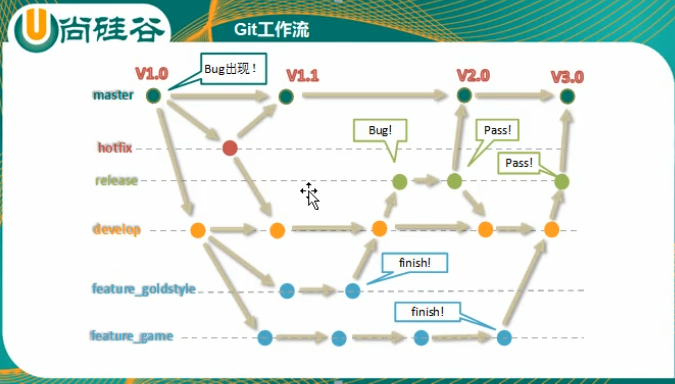 尚硅谷
Git工作流
V1.0
Bug出现！
V1.1
V2.0
V3.0
master
hotfix
Bug!
Pass!
Pass!
release
develop
finish!
feature_goldstyle
finish!
feature_game